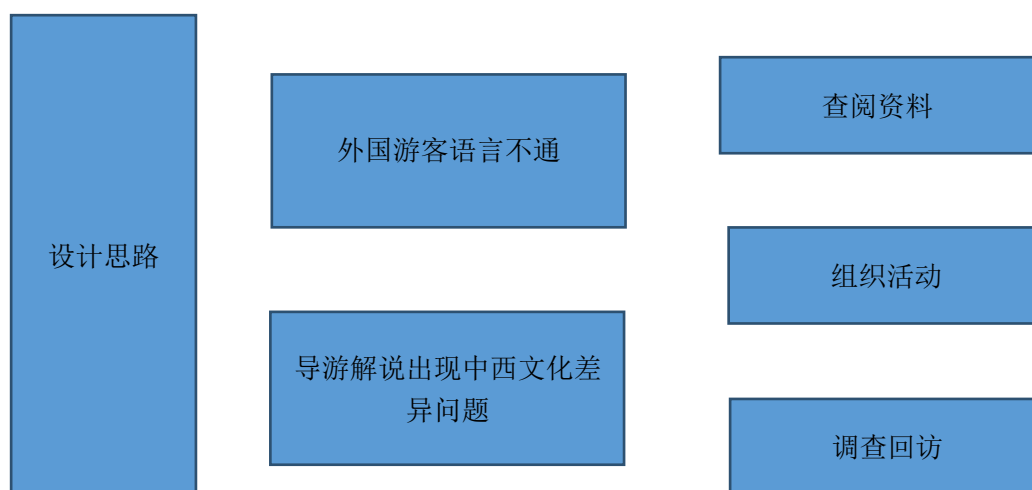 设计思路
外国游客语言不通
导游解说出现中西文化差
异问题
查阅资料
组织活动
调查回访